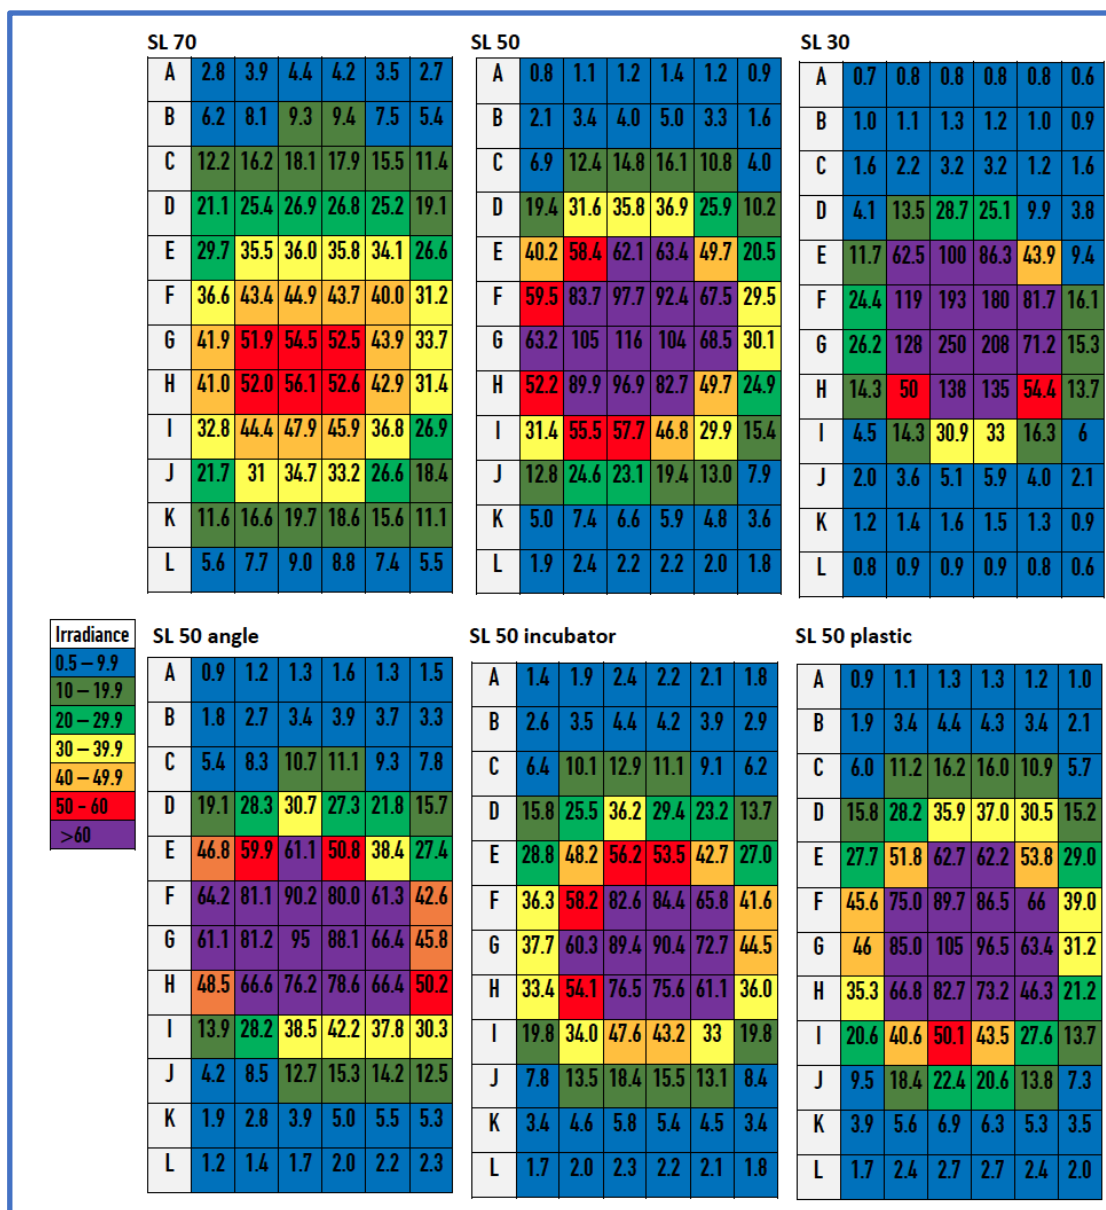 SL 70
A 2.8 3.9 4.4 4.2 3.5 2.7
B 6.2 8.1 9.3 9.4 7.5 5.4
C 12.2 16.2 18.1 17.9 15.5 11.4
D 21.1 25.4 26.9 26.8 25.2 19.1
E 29.7 35.5 36.0 35.8 34.1 26.6
F 36.6 43.4 44.9 43.7 40.0 31.2
G 41.9 51.9 54.5 52.5 43.9 33.7
H 41.0 52.0 56.1 52.6 42.9 31.4
I 32.8 44.4 47.9 45.9 36.8 26.9
J 21.7 31 34.7 33.2 26.6 18.4
K 11.6 16.6 19.7 18.6 15.6 11.1
L 5.6 7.7 9.0 8.8 7.4 5.5
SL 50
A 0.8 1.1 1.2 1.4 1.2 0.9
B 2.1 3.4 4.0 5.0 3.3 1.6
C 6.9 12.4 14.8 16.1 10.8 4.0
D 19.4 31.6 35.8 36.9 25.9 10.2
E 40.2 58.4 62.1 63.4 49.7 20.5
F 59.5 83.7 97.7 92.4 67.5 29.5
G 63.2 105 116 104 68.5 30.1
H 52.2 89.9 96.9 82.7 49.7 24.9
I 31.4 55.5 57.7 46.8 29.9 15.4
J 12.8 24.6 23.1 19.4 13.0 7.9
K 5.0 7.4 6.6 5.9 4.8 3.6
L 1.9 2.4 2.2 2.2 2.0 1.8
SL 30
A 0.7 0.8 0.8 0.8 0.8 0.6
B 1.0 1.1 1.3 1.2 1.0 0.9
C 1.6 2.2 3.2 3.2 1.2 1.6
D 4.1 13.5 28.7 25.1 9.9 3.8
E 11.7 62.5 100 86.3 43.9 9.4
F 24.4 119 193 180 81.7 16.1
G 26.2 128 250 208 71.2 15.3
H 14.3 50 138 135 54.4 13.7
I 4.5 14.3 30.9 33 16.3 6
J 2.0 3.6 5.1 5.9 4.0 2.1
K 1.2 1.4 1.6 1.5 1.3 0.9
L 0.8 0.9 0.9 0.9 0.8 0.6
Irradiance
0.5 – 9.9
10 – 19.9
20 – 29.9
30 – 39.9
40 – 49.9
50 - 60
>60
SL 50 angle
A 0.9 1.2 1.3 1.6 1.3 1.5
B 1.8 2.7 3.4 3.9 3.7 3.3
C 5.4 8.3 10.7 11.1 9.3 7.8
D 19.1 28.3 30.7 27.3 21.8 15.7
E 46.8 59.9 61.1 50.8 38.4 27.4
F 64.2 81.1 90.2 80.0 61.3 42.6
G 61.1 81.2 95 88.1 66.4 45.8
H 48.5 66.6 76.2 78.6 66.4 50.2
I 13.9 28.2 38.5 42.2 37.8 30.3
J 4.2 8.5 12.7 15.3 14.2 12.5
K 1.9 2.8 3.9 5.0 5.5 5.3
L 1.2 1.4 1.7 2.0 2.2 2.3
SL 50 incubator
A 1.4 1.9 2.4 2.2 2.1 1.8
B 2.6 3.5 4.4 4.2 3.9 2.9
C 6.4 10.1 12.9 11.1 9.1 6.2
D 15.8 25.5 36.2 29.4 23.2 13.7
E 28.8 48.2 56.2 53.5 42.7 27.0
F 36.3 58.2 82.6 84.4 65.8 41.6
G 37.7 60.3 89.4 90.4 72.7 44.5
H 33.4 54.1 76.5 75.6 61.1 36.0
I 19.8 34.0 47.6 43.2 33 19.8
J 7.8 13.5 18.4 15.5 13.1 8.4
K 3.4 4.6 5.8 5.4 4.5 3.4
L 1.7 2.0 2.3 2.2 2.1 1.8
SL 50 plastic
A 0.9 1.1 1.3 1.3 1.2 1.0
B 1.9 3.4 4.4 4.3 3.4 2.1
C 6.0 11.2 16.2 16.0 10.9 5.7
D 15.8 28.2 35.9 37.0 30.5 15.2
E 27.7 51.8 62.7 62.2 53.8 29.0
F 45.6 75.0 89.7 86.5 66 39.0
G 46 85.0 105 96.5 63.4 31.2
H 35.3 66.8 82.7 73.2 46.3 21.2
I 20.6 40.6 50.1 43.5 27.6 13.7
J 9.5 18.4 22.4 20.6 13.8 7.3
K 3.9 5.6 6.9 6.3 5.3 3.5
L 1.7 2.4 2.7 2.7 2.4 2.0